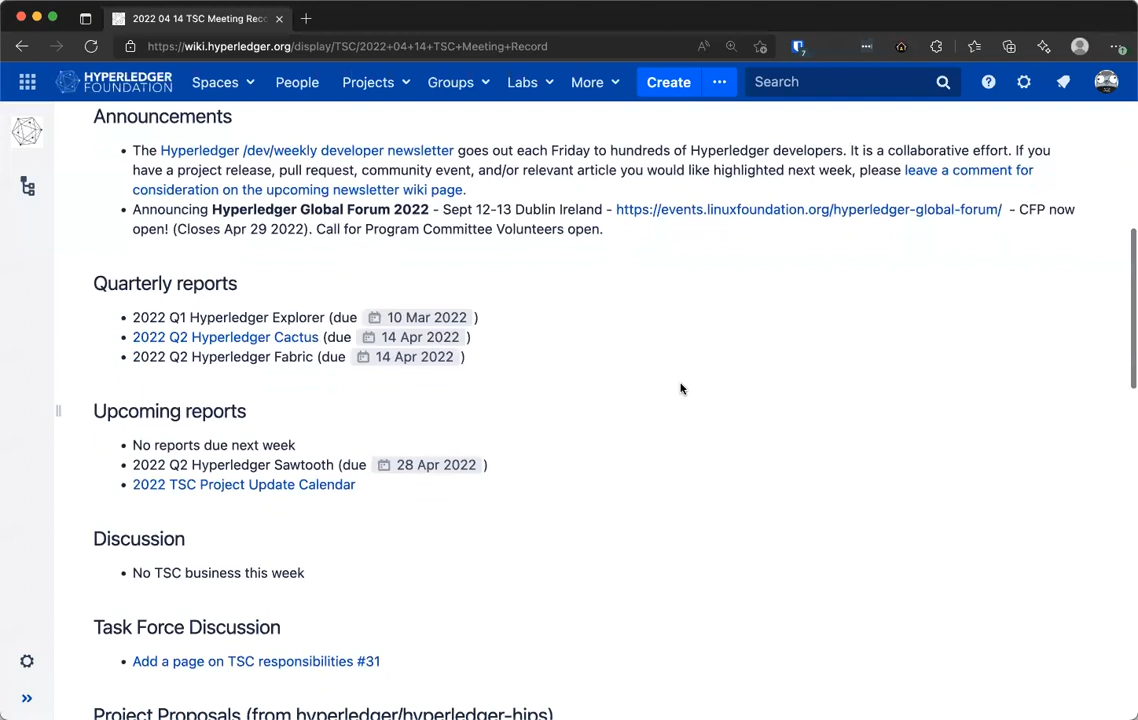 2022 04 14 TSC Meeting Rec
https://wiki.hyperledger.org/display/TSC/2022+04+14+TSC+Meeting+Record
7
HYPERLEDGER
FOUNDATION
Spaces
People
Projects
Groups
Labs
More
Create
Search
Announcements
The Hyperledger /dev/weekly developer newsletter goes out each Friday to hundreds of Hyperledger developers. It is a collaborative effort. If you
have a project release, pull request, community event, and/or relevant article you would like highlighted next week, please leave a comment for
consideration on the upcoming newsletter wiki page.
Announcing Hyperledger Global Forum 2022 - Sept 12-13 Dublin Ireland - https://events.linuxfoundation.org/hyperledger-global-forum/ - CFP now
open! (Closes Apr 29 2022). Call for Program Committee Volunteers open.
Quarterly reports
2022 Q1 Hyperledger Explorer (due 10 Mar 2022 )
2022 Q2 Hyperledger Cactus (due 14 Apr 2022 )
2022 Q2 Hyperledger Fabric (due 14 Apr 2022 )
Upcoming reports
No reports due next week
2022 Q2 Hyperledger Sawtooth (due 28 Apr 2022 )
2022 TSC Project Update Calendar
Discussion
No TSC business this week
Task Force Discussion
Add a page on TSC responsibilities #31
Project Proposals (from hyperledger/hyperledger-hips)